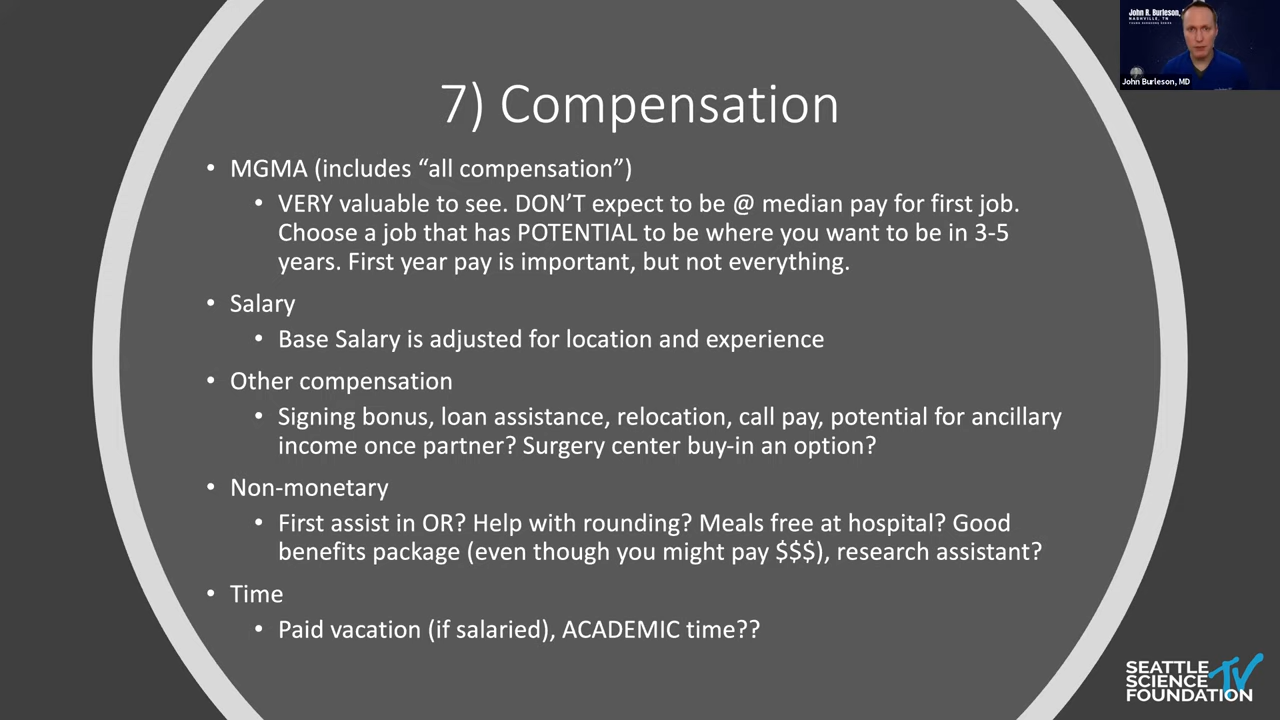 7) Compensation
• MGMA (includes “all compensation”)
• VERY valuable to see. DON’T expect to be @ median pay for first job.
Choose a job that has POTENTIAL to be where you want to be in 3-5
years. First year pay is important, but not everything.
• Salary
• Base Salary is adjusted for location and experience
• Other compensation
• Signing bonus, loan assistance, relocation, call pay, potential for ancillary
income once partner? Surgery center buy-in an option?
• Non-monetary
• First assist in OR? Help with rounding? Meals free at hospital? Good
benefits package (even though you might pay $$$), research assistant?
• Time
• Paid vacation (if salaried), ACADEMIC time??
John R. Burleson,
NASHVILLE, TN
John Burleson, MD
SEATTLE
SCIENCE TV
FOUNDATION